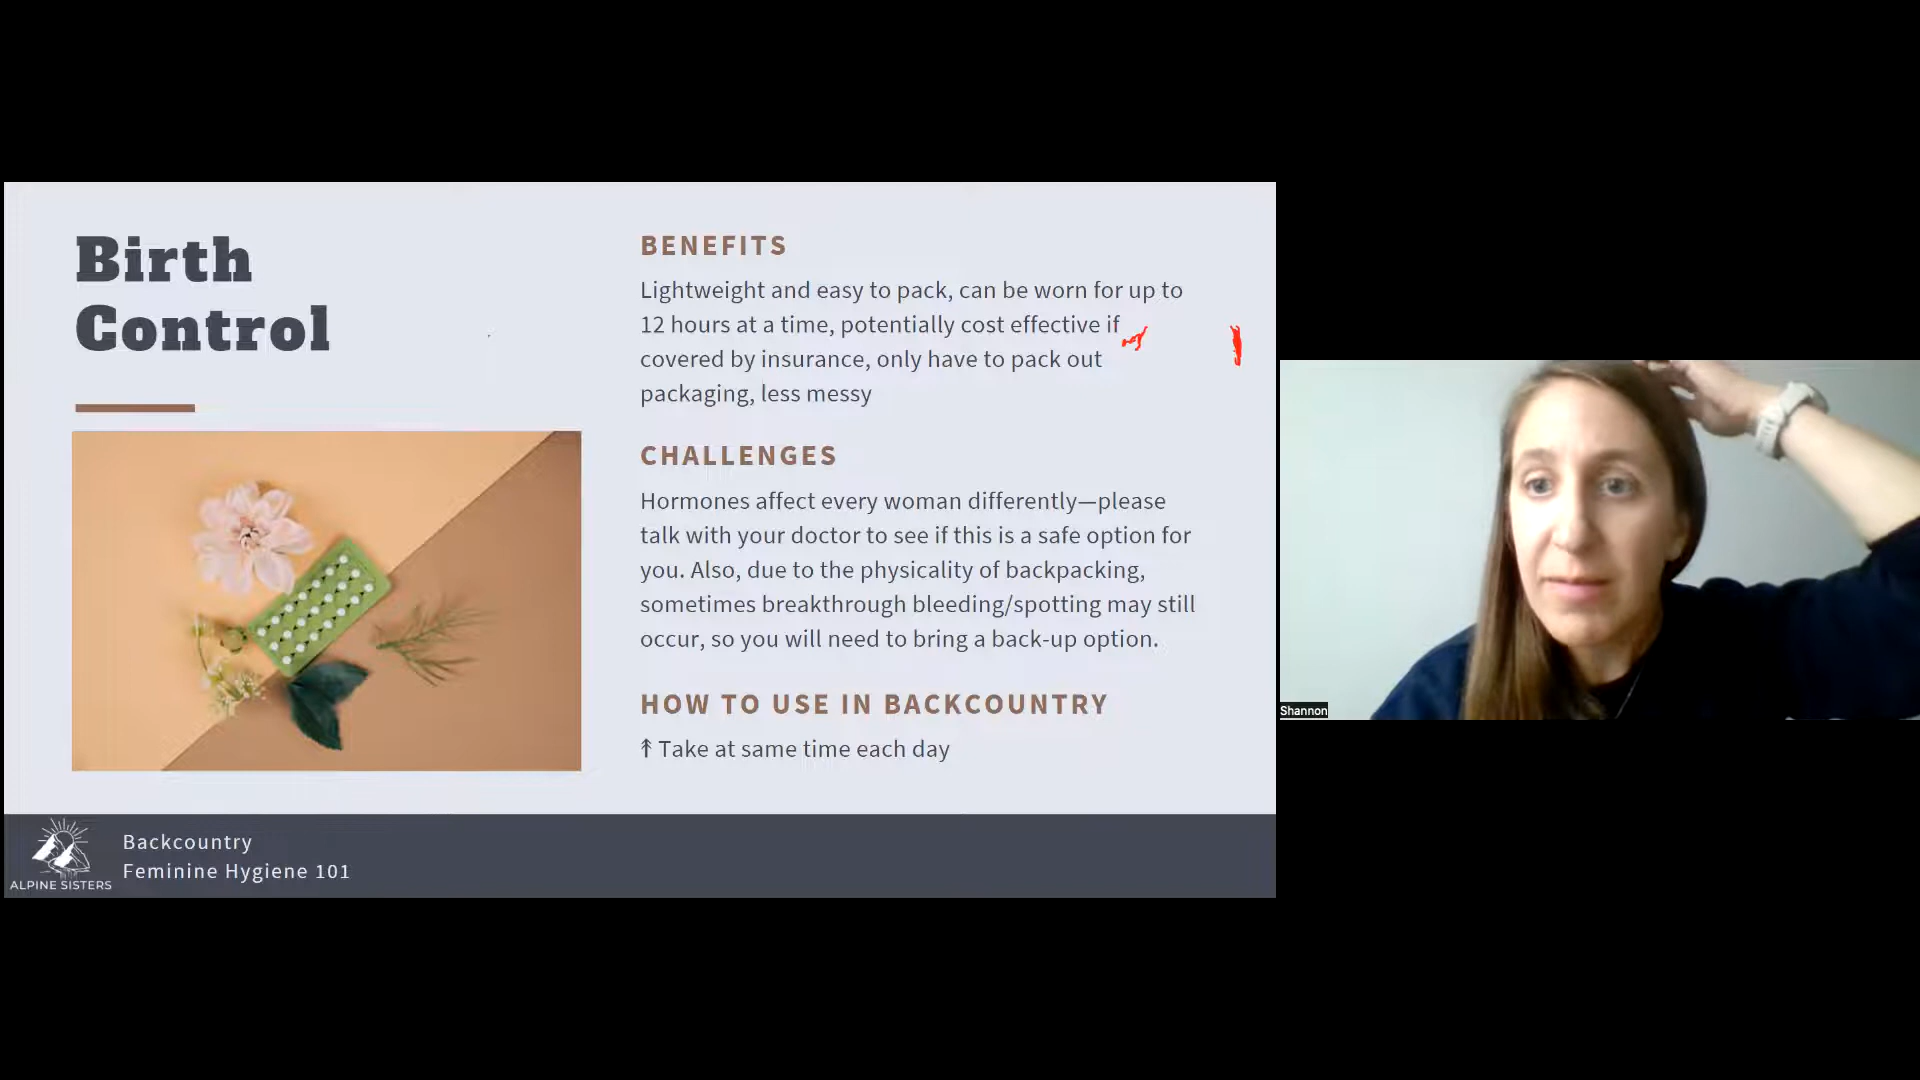 Birth
Control
BENEFITS
Lightweight and easy to pack, can be worn for up to
12 hours at a time, potentially cost effective if
covered by insurance, only have to pack out
packaging, less messy
CHALLENGES
Hormones affect every woman differently—please
talk with your doctor to see if this is a safe option for
you. Also, due to the physicality of backpacking,
sometimes breakthrough bleeding/spotting may still
occur, so you will need to bring a back-up option.
HOW TO USE IN BACKCOUNTRY
Take at same time each day
ALPINE SISTERS
Backcountry
Feminine Hygiene 101
Shannon